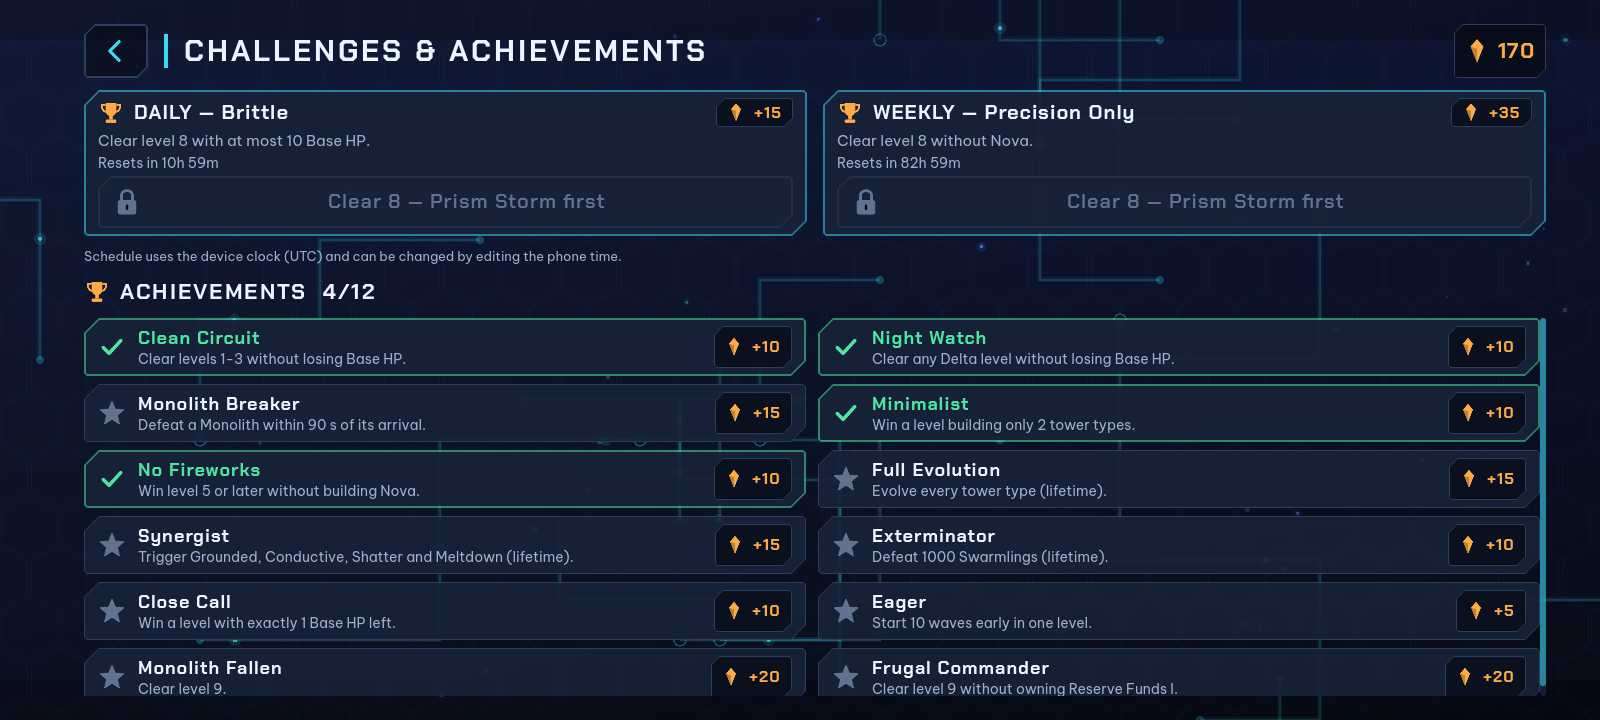 CHALLENGES & ACHIEVEMENTS
170
DAILY — Brittle
+15
Clear level 8 with at most 10 Base HP.
Resets in 10h 59m
Clear 8 — Prism Storm first
WEEKLY — Precision Only
+35
Clear level 8 without Nova.
Resets in 82h 59m
Clear 8 — Prism Storm first
Schedule uses the device clock (UTC) and can be changed by editing the phone time.
ACHIEVEMENTS 4/12
Clean Circuit
Clear levels 1-3 without losing Base HP.
+10
Night Watch
Clear any Delta level without losing Base HP.
+10
Monolith Breaker
Defeat a Monolith within 90 s of its arrival.
+15
Minimalist
Win a level building only 2 tower types.
+10
No Fireworks
Win level 5 or later without building Nova.
+10
Full Evolution
Evolve every tower type (lifetime).
+15
Synergist
Trigger Grounded, Conductive, Shatter and Meltdown (lifetime).
+15
Exterminator
Defeat 1000 Swarmlings (lifetime).
+10
Close Call
Win a level with exactly 1 Base HP left.
+10
Eager
Start 10 waves early in one level.
+5
Monolith Fallen
Clear level 9.
+20
Frugal Commander
Clear level 9 without owning Reserve Funds I.
+20